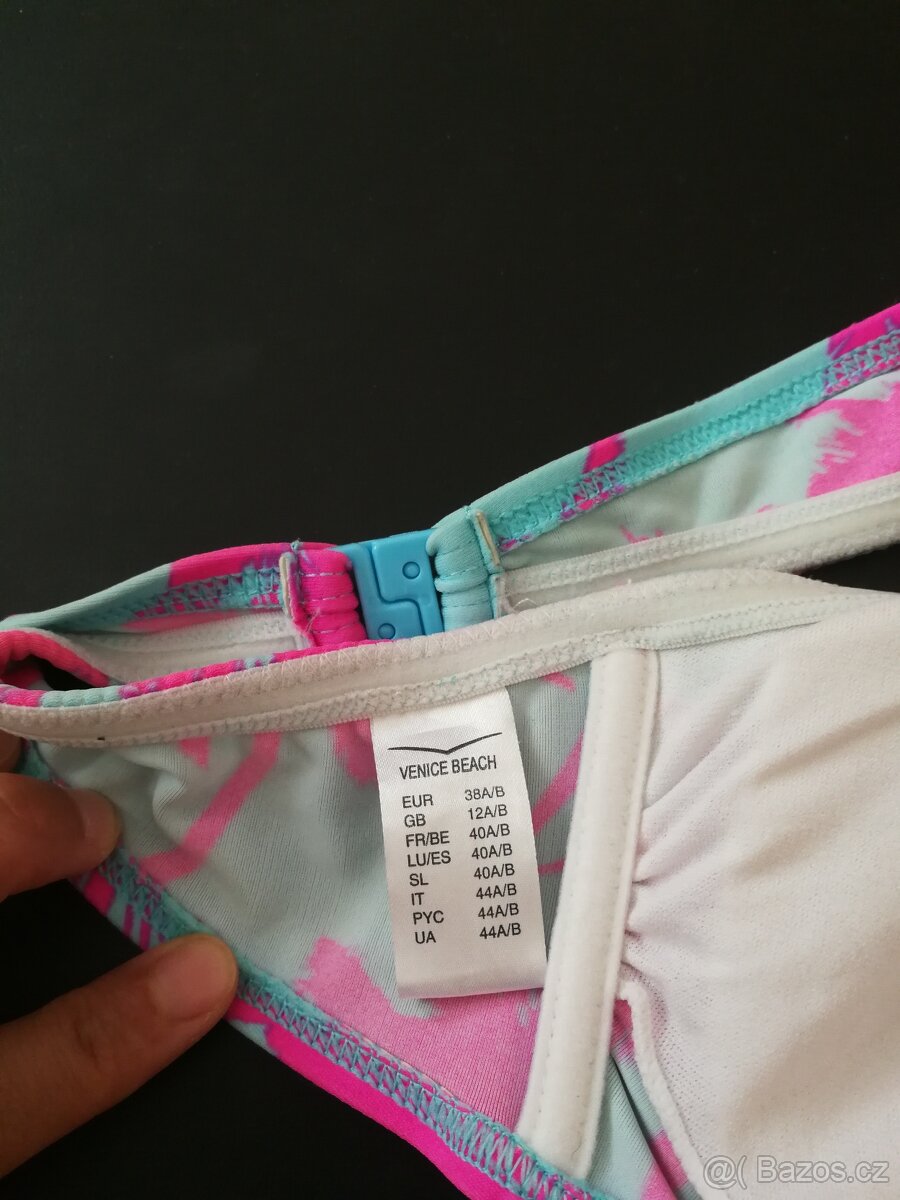 VENICE BEACH
EUR 38A/B
GB 12A/B
FR/BE 40A/B
LU/ES 40A/B
SL 40A/B
IT 44A/B
PYC 44A/B
UA 44A/B
@( Bazos.cz